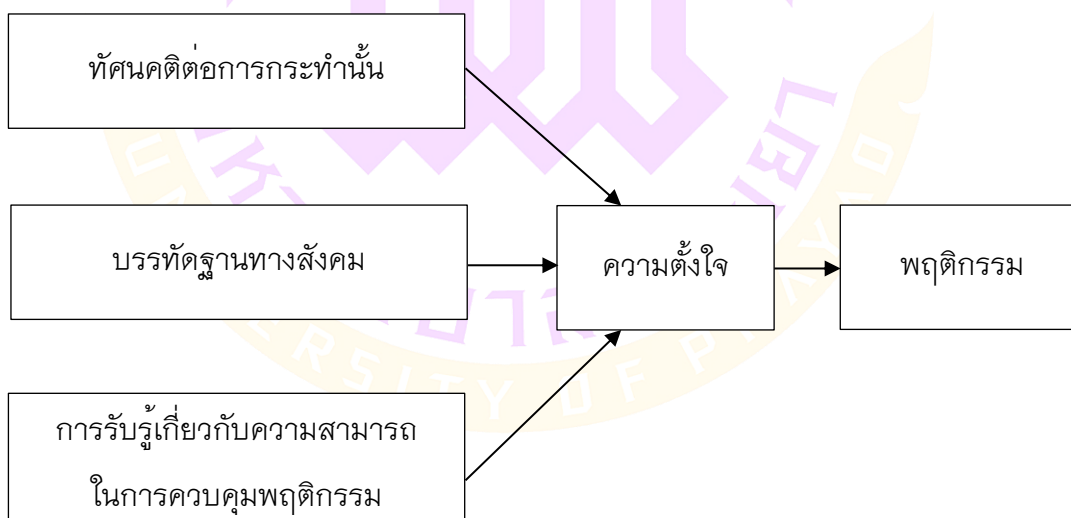 ทัศนคติต่อการกระทำนั้น
บรรทัดฐานทางสังคม
ความตั้งใจ
พฤติกรรม
การรับรู้เกี่ยวกับความสามารถ
ในการควบคุมพฤติกรรม
UNIVERSITY OF PHAYAO